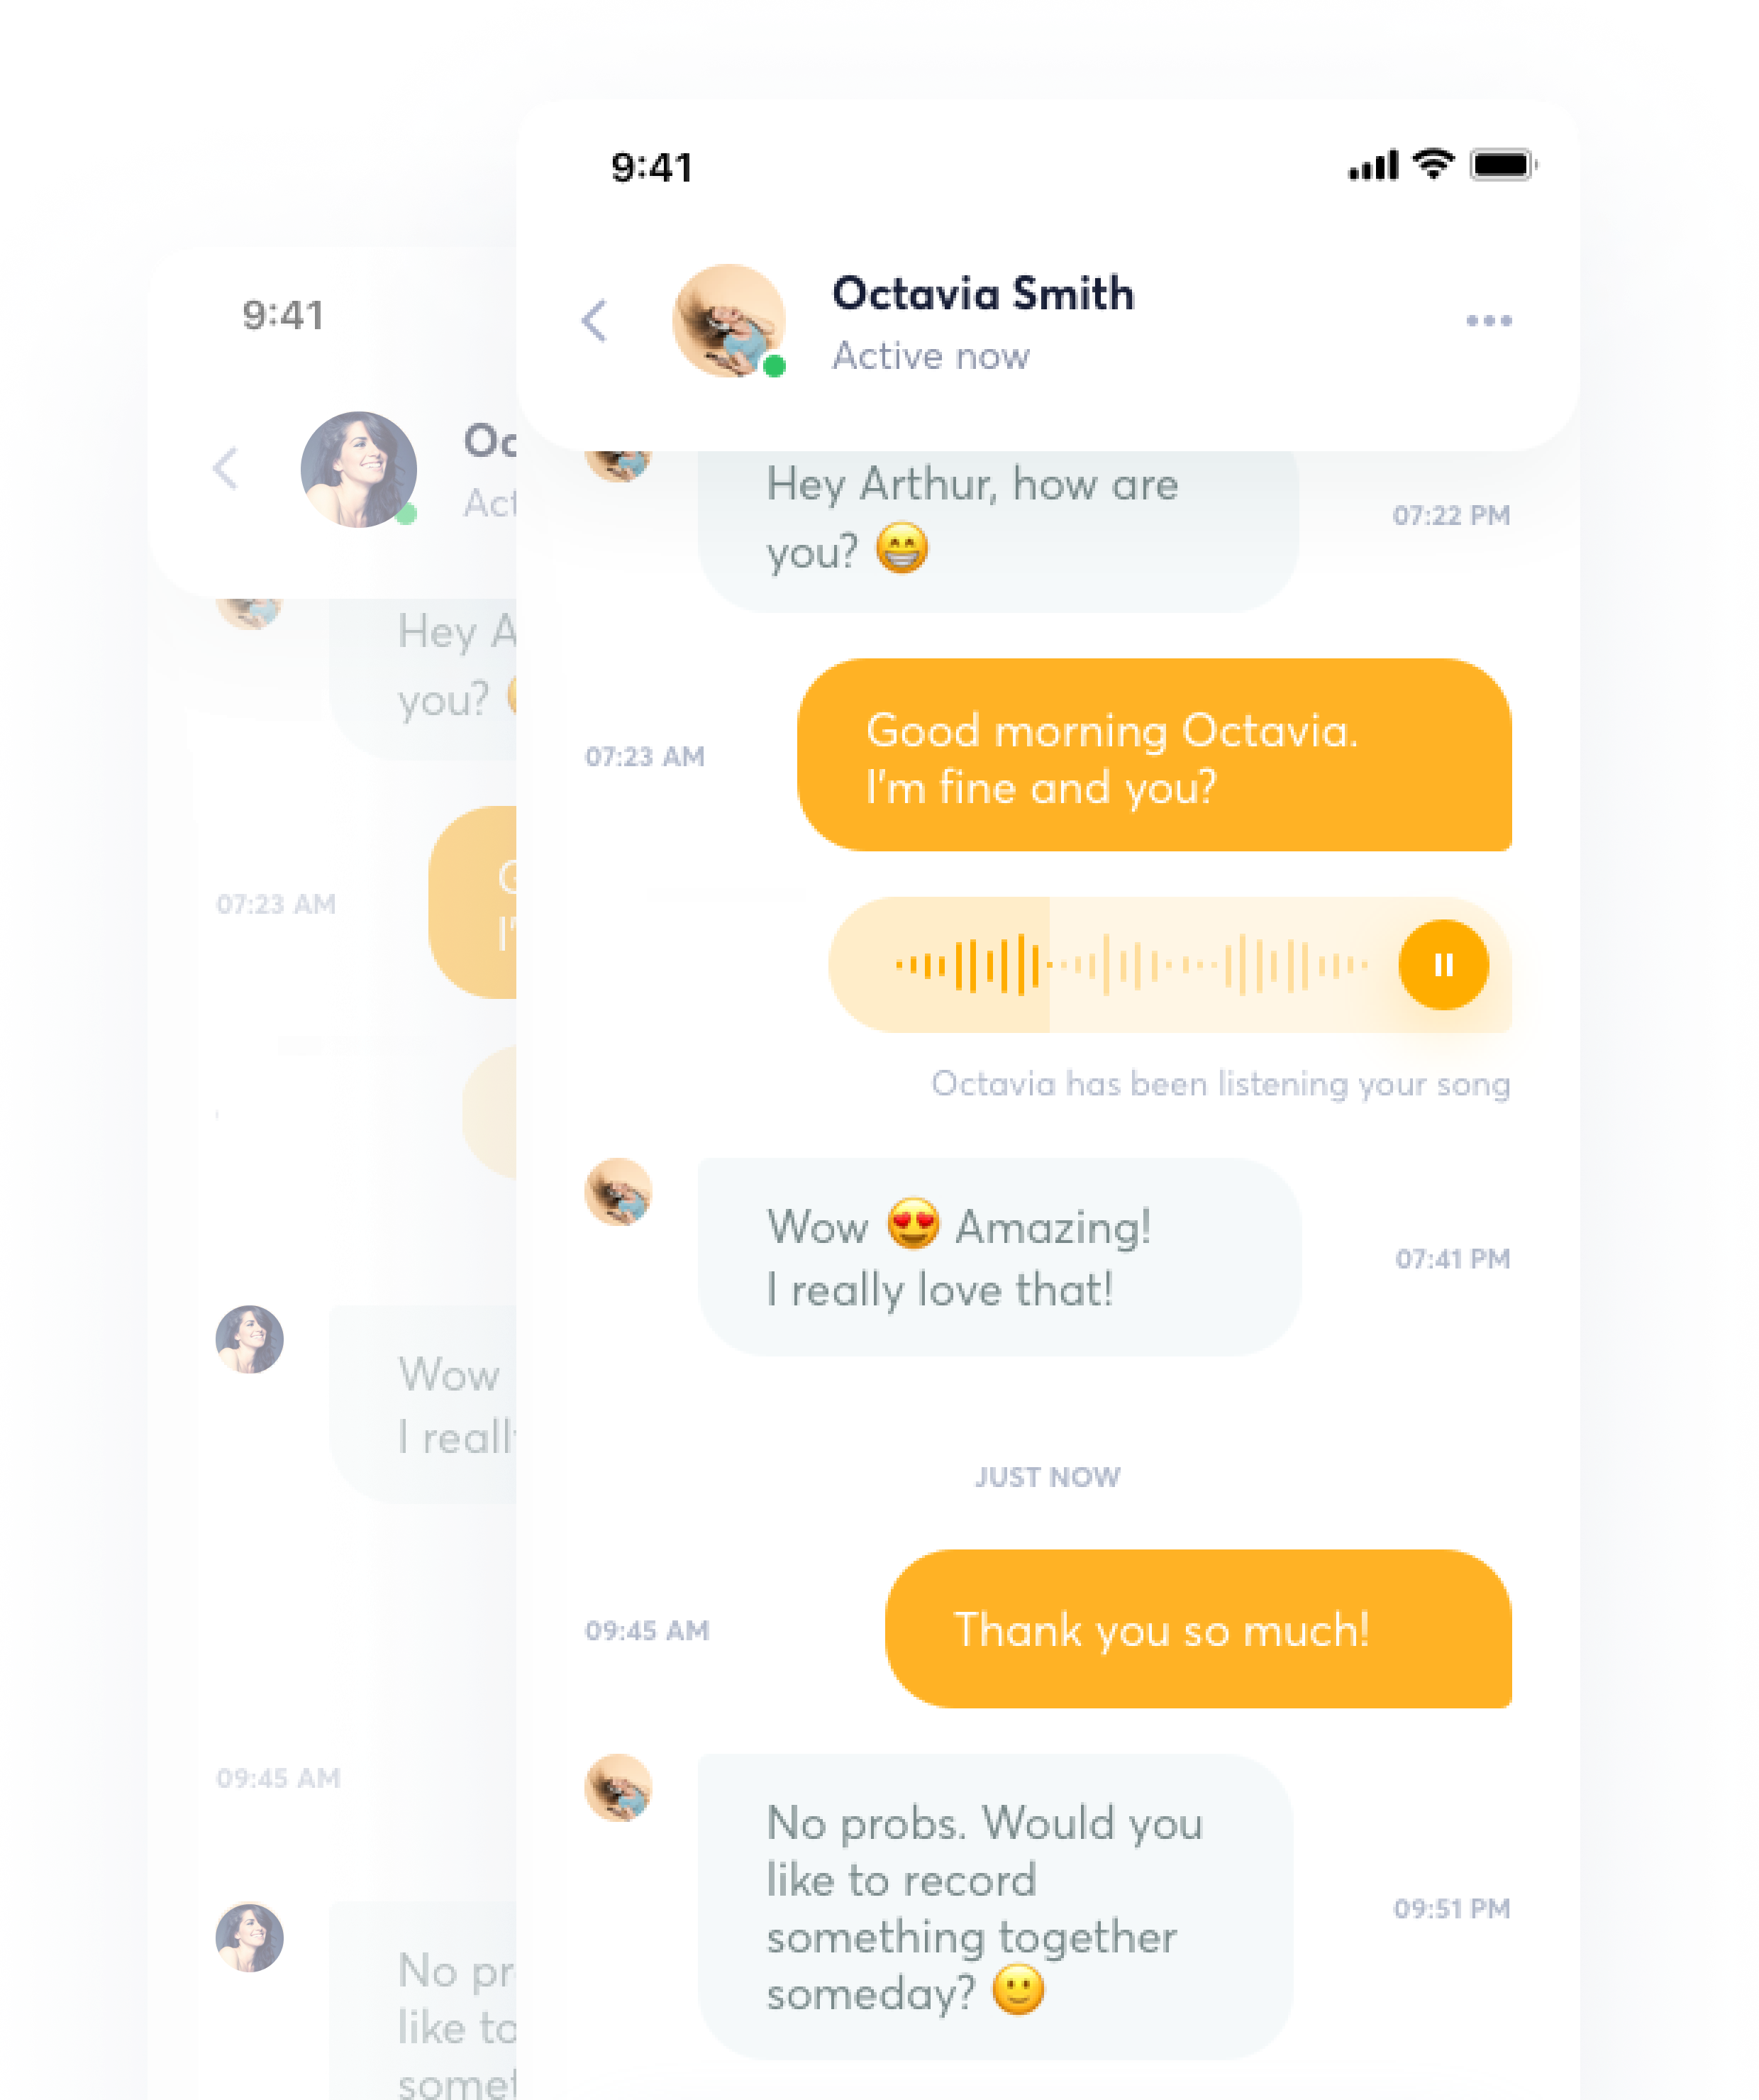 9:41
Octavia Smith
Active now
Hey Arthur, how are
you? 😁
07:22 PM
Good morning Octavia.
I'm fine and you?
07:23 AM
Octavia has been listening your song
Wow 😍 Amazing!
I really love that!
07:41 PM
JUST NOW
Thank you so much!
09:45 AM
No probs. Would you
like to record
something together
someday? 🙂
09:51 PM
9:41
Hey A
you?
07:23 AM
Wow
I reall
09:45 AM
No pr
like to